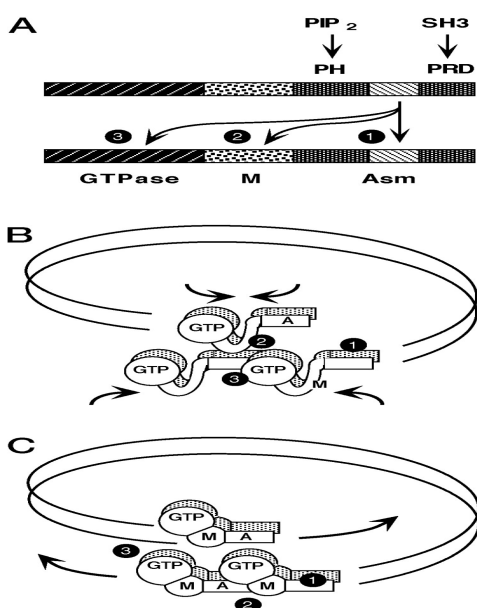 A
PIP 2 SH3
PH PRD
3 2 1
GTPase M Asm
B
GTP A
2 1
GTP 3 GTP M
C
GTP
M A
3
GTP GTP
M A M 1
2